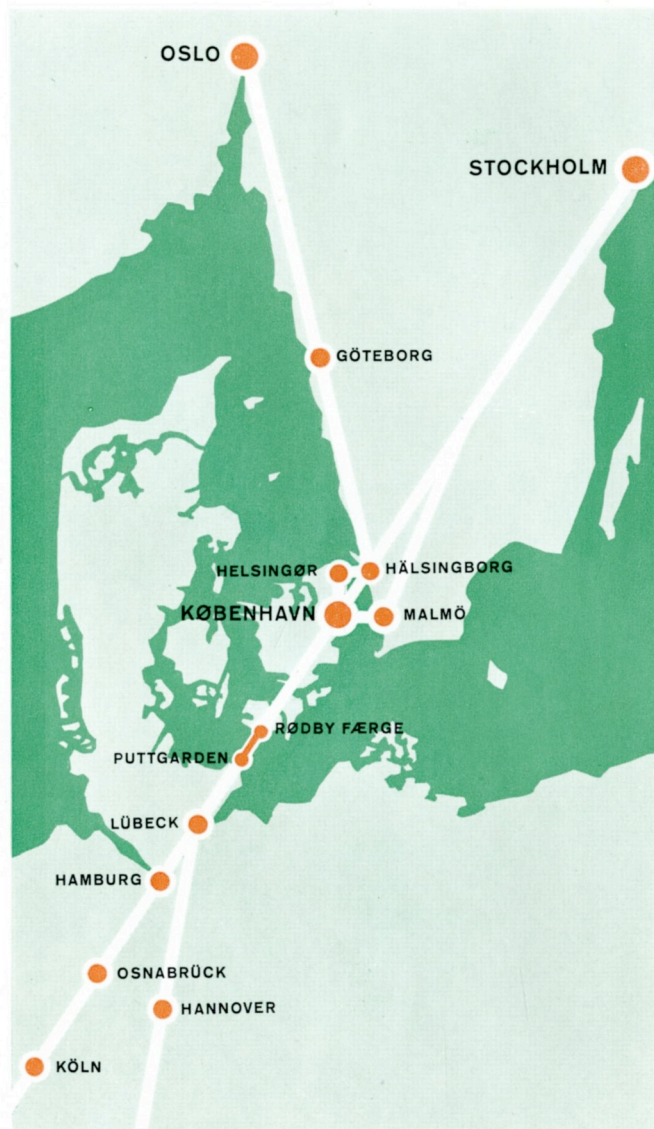 OSLO
STOCKHOLM
GÖTEBORG
HELSINGØR
HÄLSINGBORG
KØBENHAVN
MALMÖ
RØDBY FÆRGE
PUTTGARDEN
LÜBECK
HAMBURG
OSNABRÜCK
HANNOVER
KÖLN